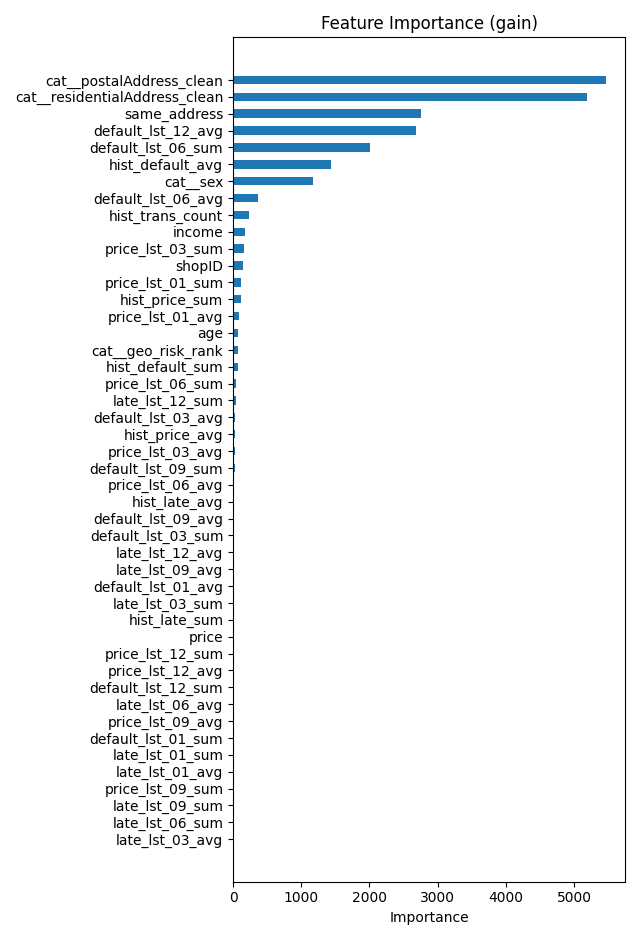 Feature Importance (gain)
cat__postalAddress_clean
cat__residentialAddress_clean
same_address
default_lst_12_avg
default_lst_06_sum
hist_default_avg
cat__sex
default_lst_06_avg
hist_trans_count
income
price_lst_03_sum
shopID
price_lst_01_sum
hist_price_sum
price_lst_01_avg
age
cat__geo_risk_rank
hist_default_sum
price_lst_06_sum
late_lst_12_sum
default_lst_03_avg
hist_price_avg
price_lst_03_avg
default_lst_09_sum
price_lst_06_avg
hist_late_avg
default_lst_09_avg
default_lst_03_sum
late_lst_12_avg
late_lst_09_avg
default_lst_01_avg
late_lst_03_sum
hist_late_sum
price
price_lst_12_sum
price_lst_12_avg
default_lst_12_sum
late_lst_06_avg
price_lst_09_avg
default_lst_01_sum
late_lst_01_sum
late_lst_01_avg
price_lst_09_sum
late_lst_09_sum
late_lst_06_sum
late_lst_03_avg
0 1000 2000 3000 4000 5000
Importance